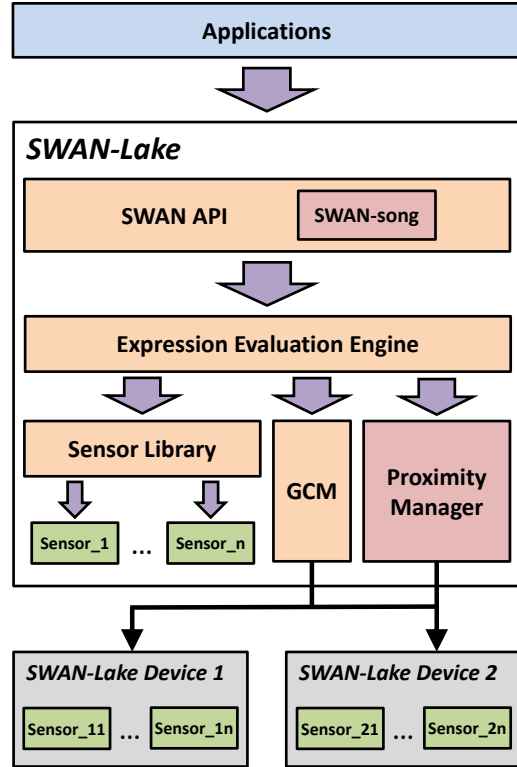 Applications
SWAN-Lake
SWAN API
SWAN-song
Expression Evaluation Engine
Sensor Library
GCM
Proximity
Manager
Sensor_1 ... Sensor_n
SWAN-Lake Device 1
SWAN-Lake Device 2
Sensor_11 ... Sensor_1n
Sensor_21 ... Sensor_2n